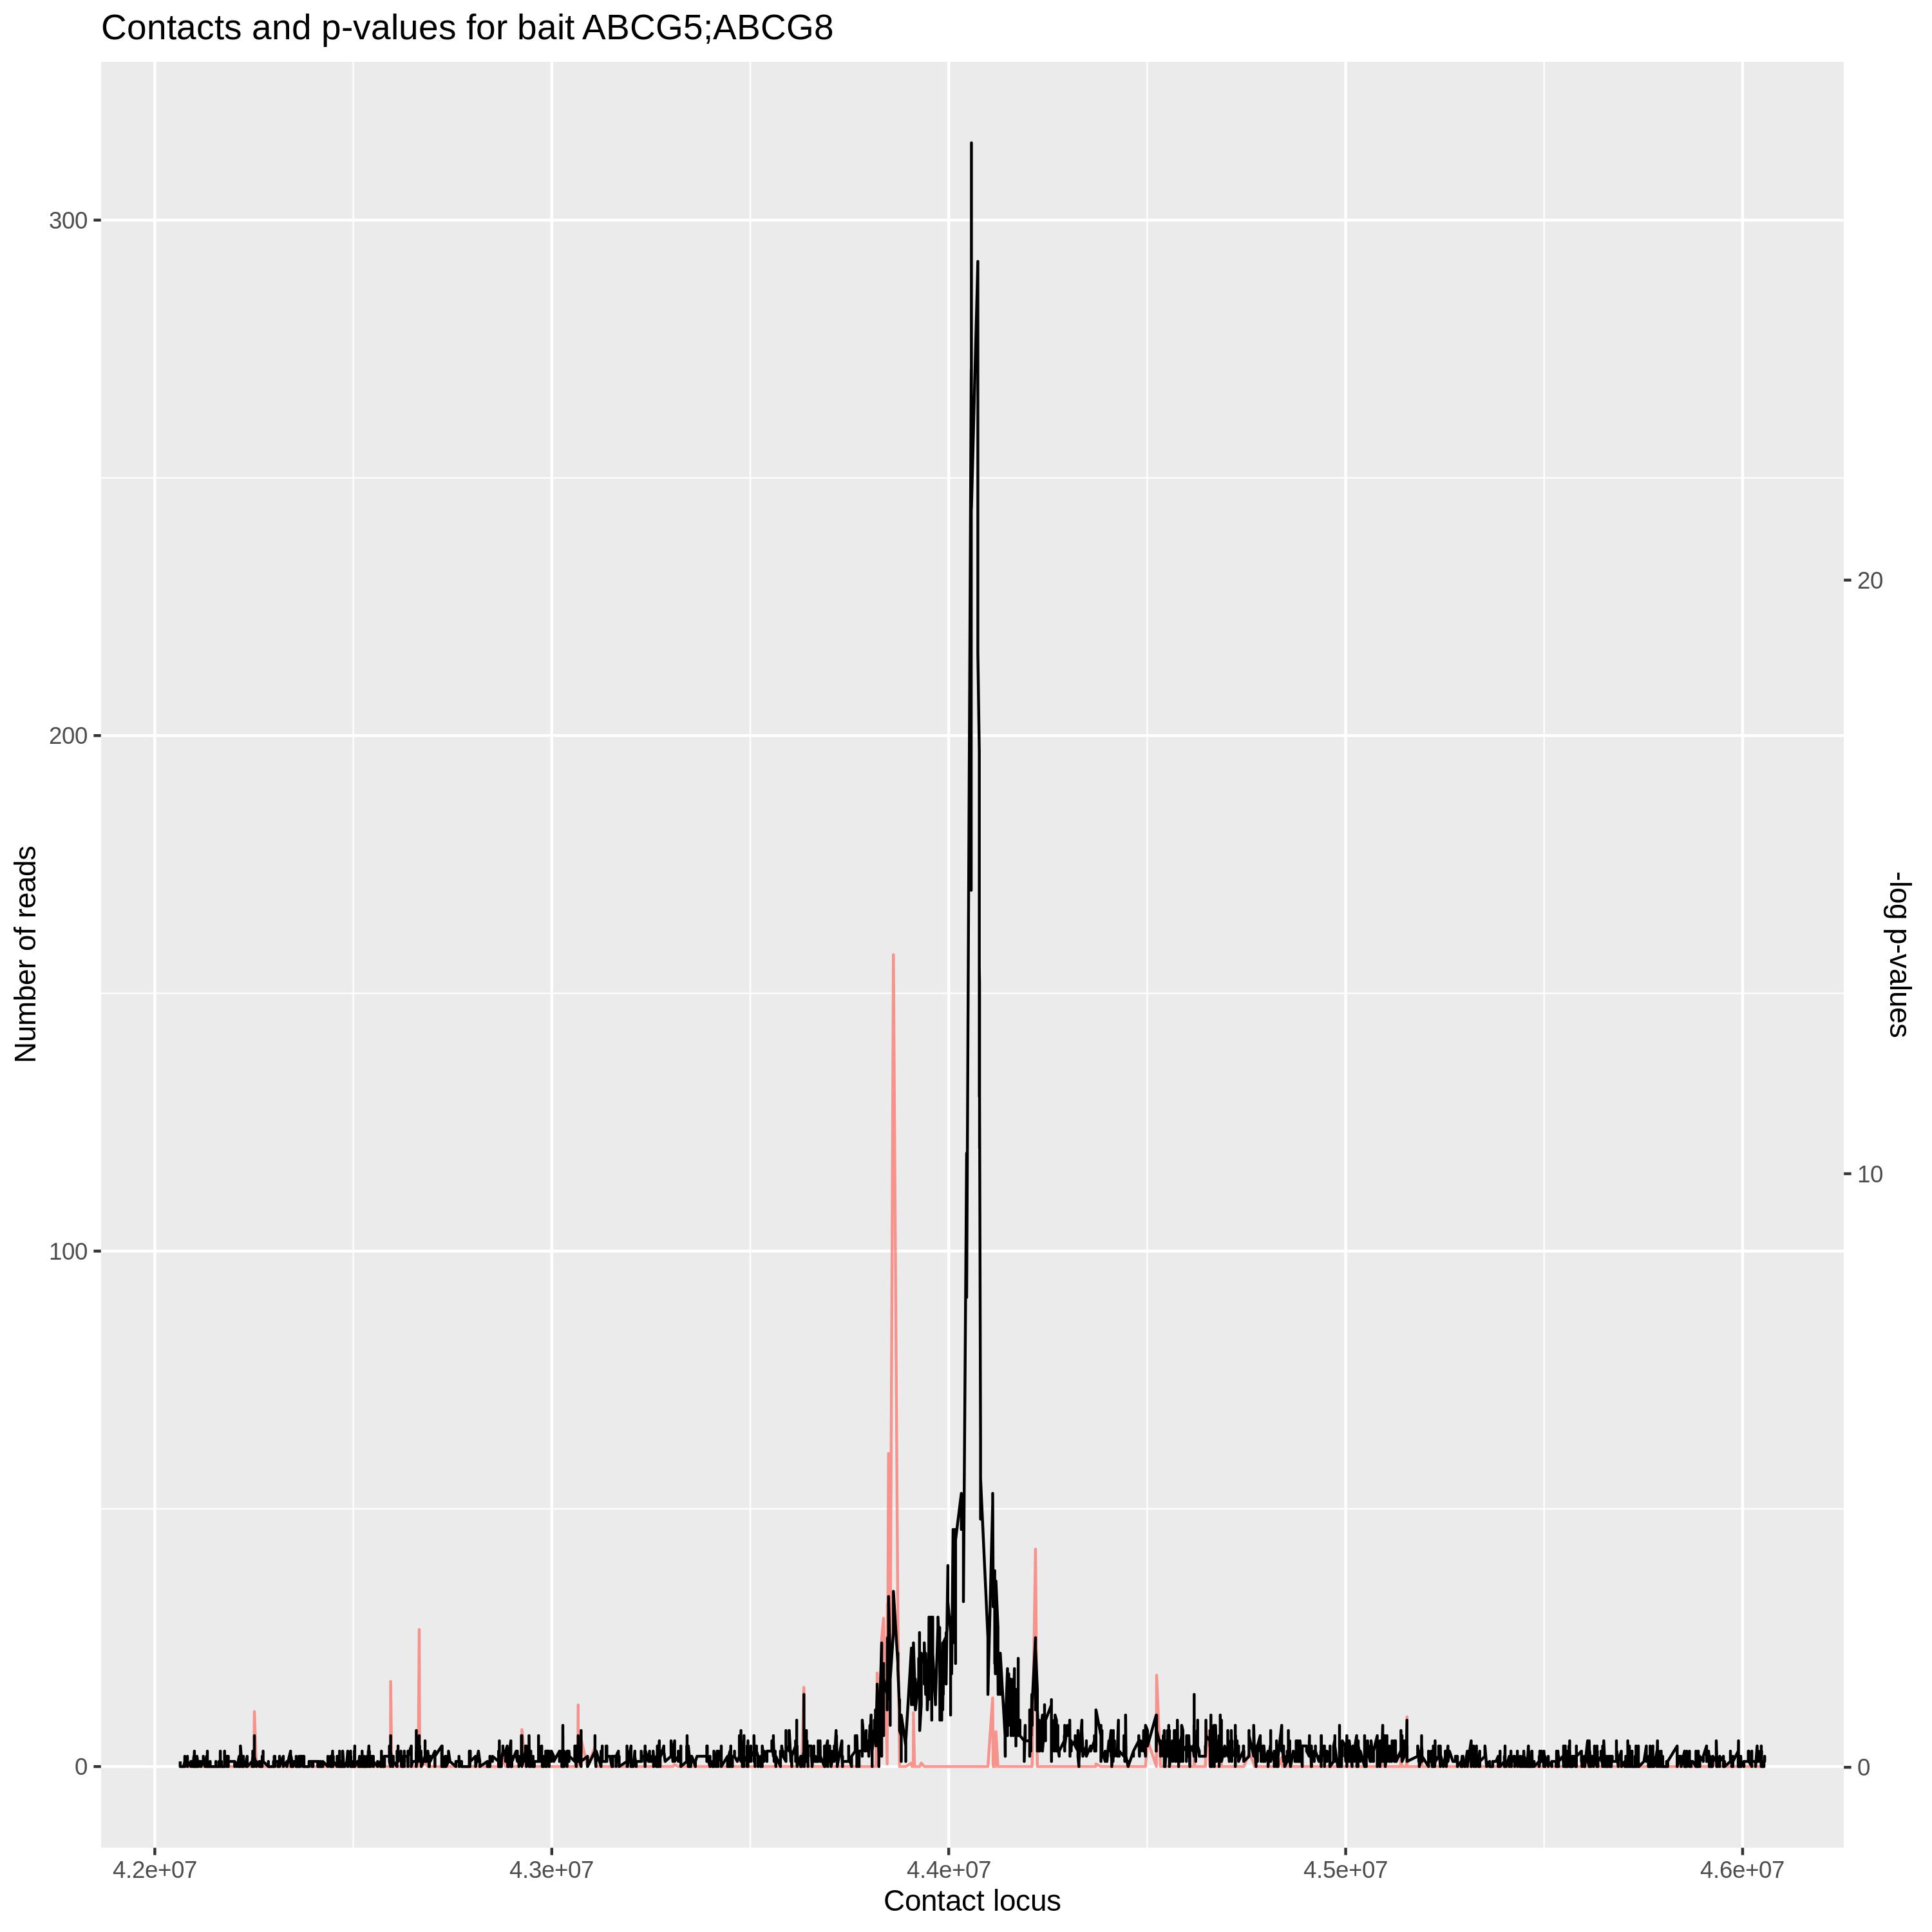 Contacts and p-values for bait ABCG5;ABCG8
300
200
100
0
Number of reads
20
10
0
-log p-values
4.2e+07
4.3e+07
4.4e+07
4.5e+07
4.6e+07
Contact locus